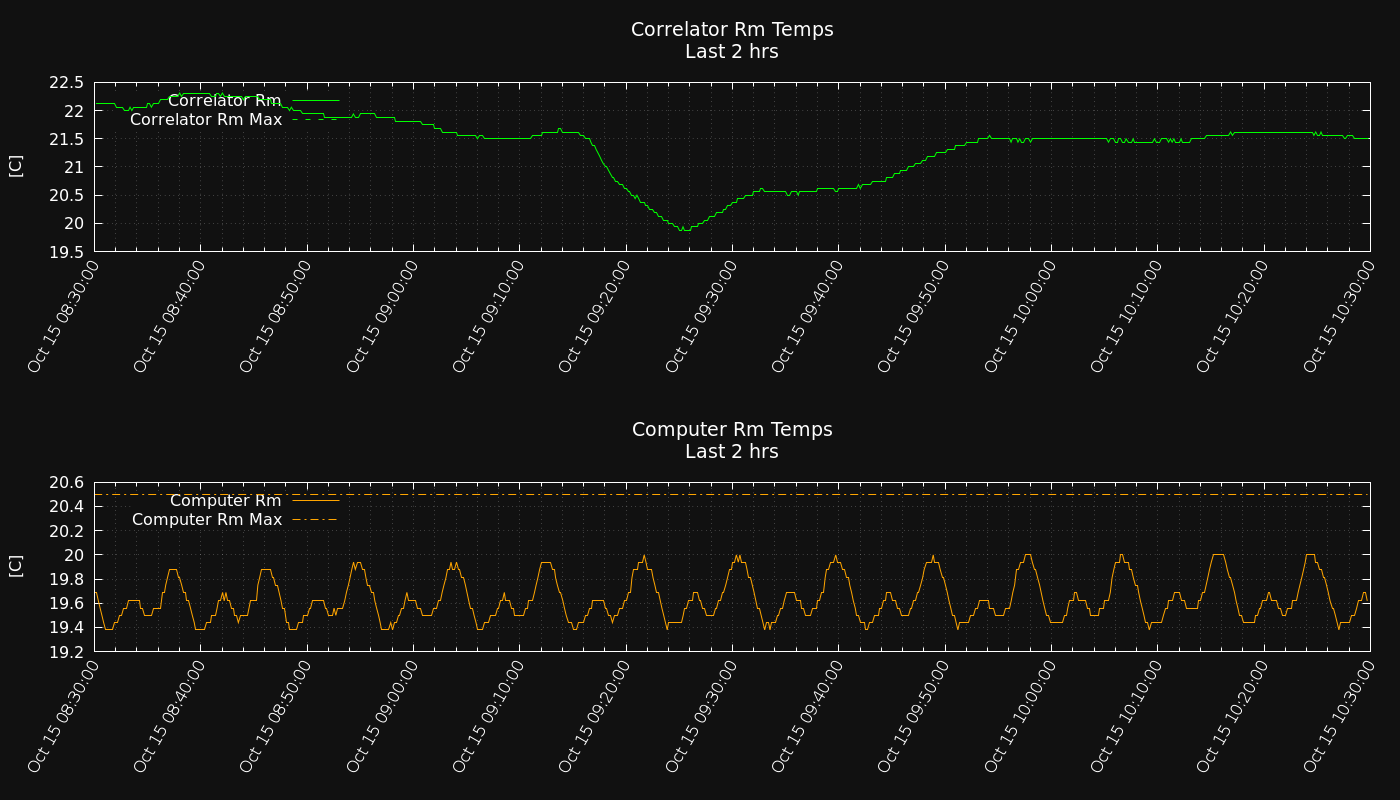 Correlator Rm Temps
Last 2 hrs
22.5
22
21.5
21
20.5
20
19.5
[C]
Correlator Rm
Correlator Rm Max
Oct 15 08:30:00
Oct 15 08:40:00
Oct 15 08:50:00
Oct 15 09:00:00
Oct 15 09:10:00
Oct 15 09:20:00
Oct 15 09:30:00
Oct 15 09:40:00
Oct 15 09:50:00
Oct 15 10:00:00
Oct 15 10:10:00
Oct 15 10:20:00
Oct 15 10:30:00
Computer Rm Temps
Last 2 hrs
20.6
20.4
20.2
20
19.8
19.6
19.4
19.2
[C]
Computer Rm
Computer Rm Max
Oct 15 08:30:00
Oct 15 08:40:00
Oct 15 08:50:00
Oct 15 09:00:00
Oct 15 09:10:00
Oct 15 09:20:00
Oct 15 09:30:00
Oct 15 09:40:00
Oct 15 09:50:00
Oct 15 10:00:00
Oct 15 10:10:00
Oct 15 10:20:00
Oct 15 10:30:00